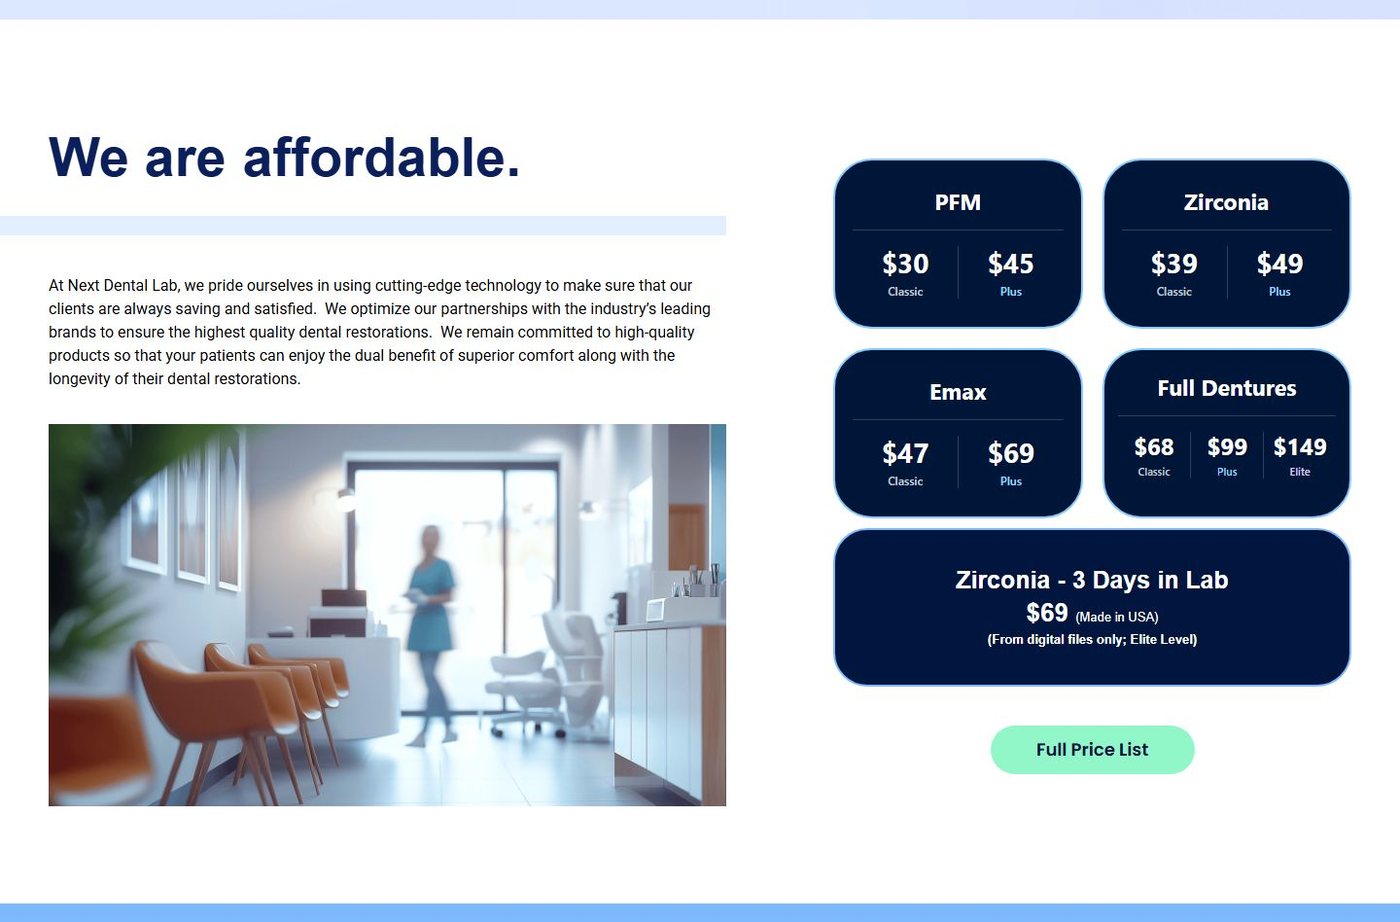 We are affordable.
At Next Dental Lab, we pride ourselves in using cutting-edge technology to make sure that our
clients are always saving and satisfied.  We optimize our partnerships with the industry’s leading
brands to ensure the highest quality dental restorations.  We remain committed to high-quality
products so that your patients can enjoy the dual benefit of superior comfort along with the
longevity of their dental restorations.
PFM
$30 $45
Classic Plus
Zirconia
$39 $49
Classic Plus
Emax
$47 $69
Classic Plus
Full Dentures
$68 $99 $149
Classic Plus Elite
Zirconia - 3 Days in Lab
$69 (Made in USA)
(From digital files only; Elite Level)
Full Price List